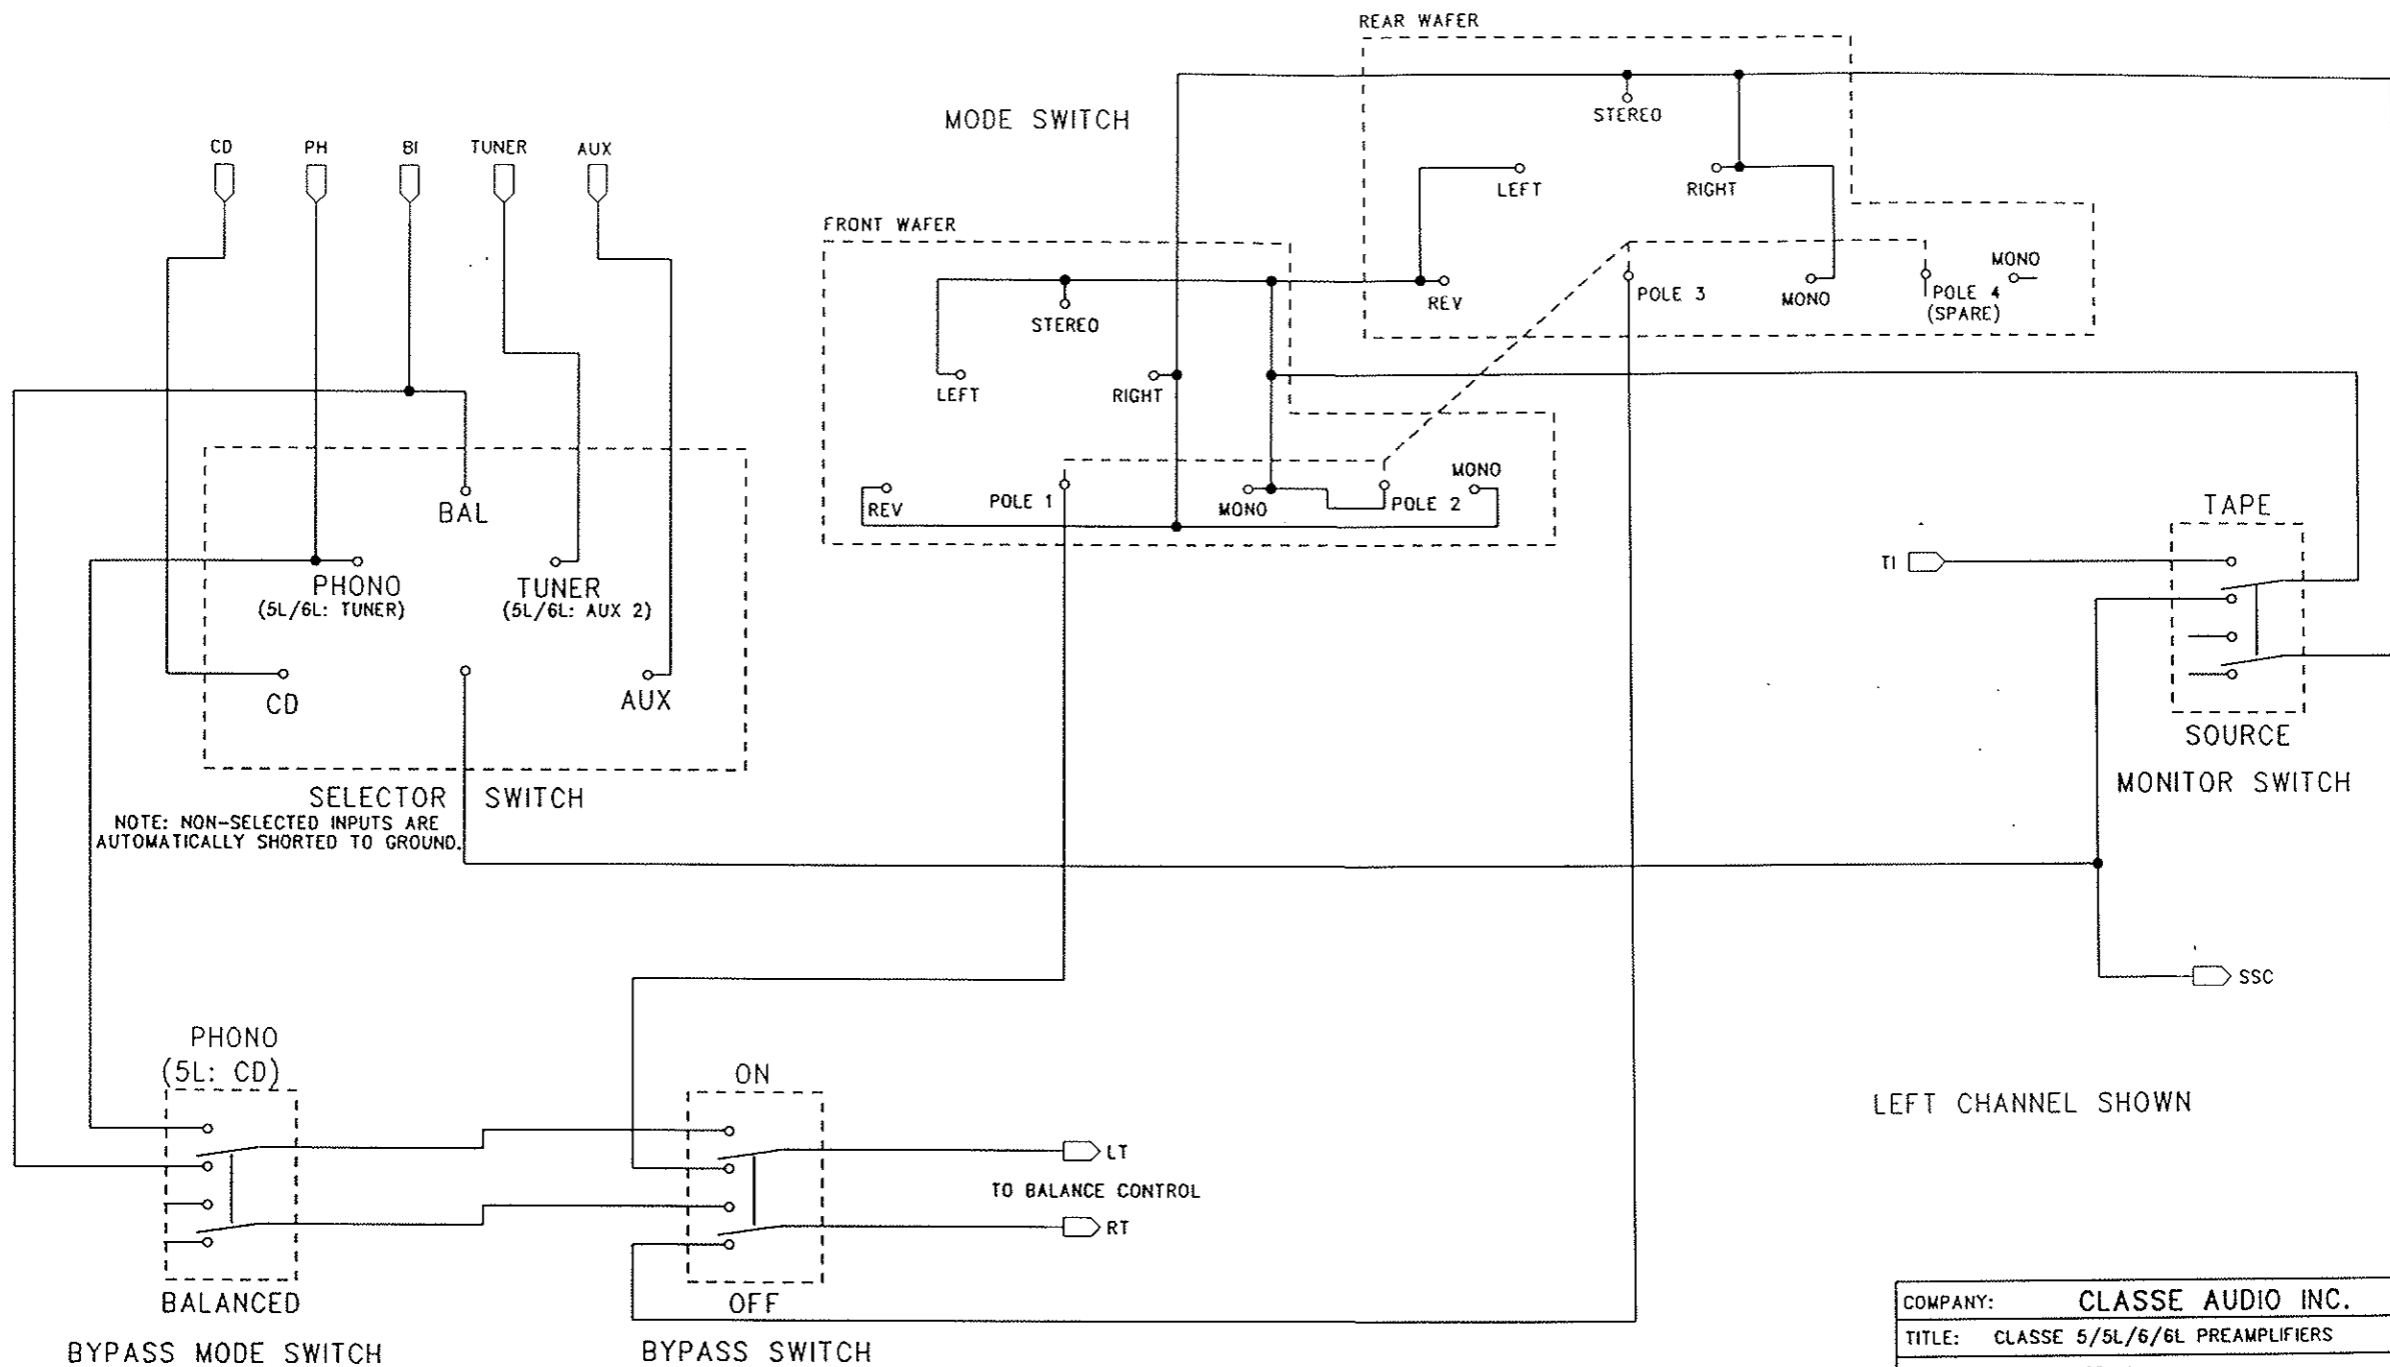 REAR WAFER
MODE SWITCH
STEREO
CD PH BI TUNER AUX
LEFT RIGHT
FRONT WAFER
REV POLE 3 MONO POLE 4
(SPARE)
MONO
STEREO
LEFT RIGHT
REV POLE 1 MONO POLE 2 MONO
BAL
PHONO
(5L/6L: TUNER)
TUNER
(5L/6L: AUX 2)
CD AUX
SELECTOR SWITCH
NOTE: NON-SELECTED INPUTS ARE
AUTOMATICALLY SHORTED TO GROUND.
TAPE
TI
SOURCE
MONITOR SWITCH
SSC
PHONO
(5L: CD)
BALANCED
BYPASS MODE SWITCH
ON
OFF
BYPASS SWITCH
LT
TO BALANCE CONTROL
RT
LEFT CHANNEL SHOWN
COMPANY: CLASSE AUDIO INC.
TITLE: CLASSE 5/5L/6/6L PREAMPLIFIERS